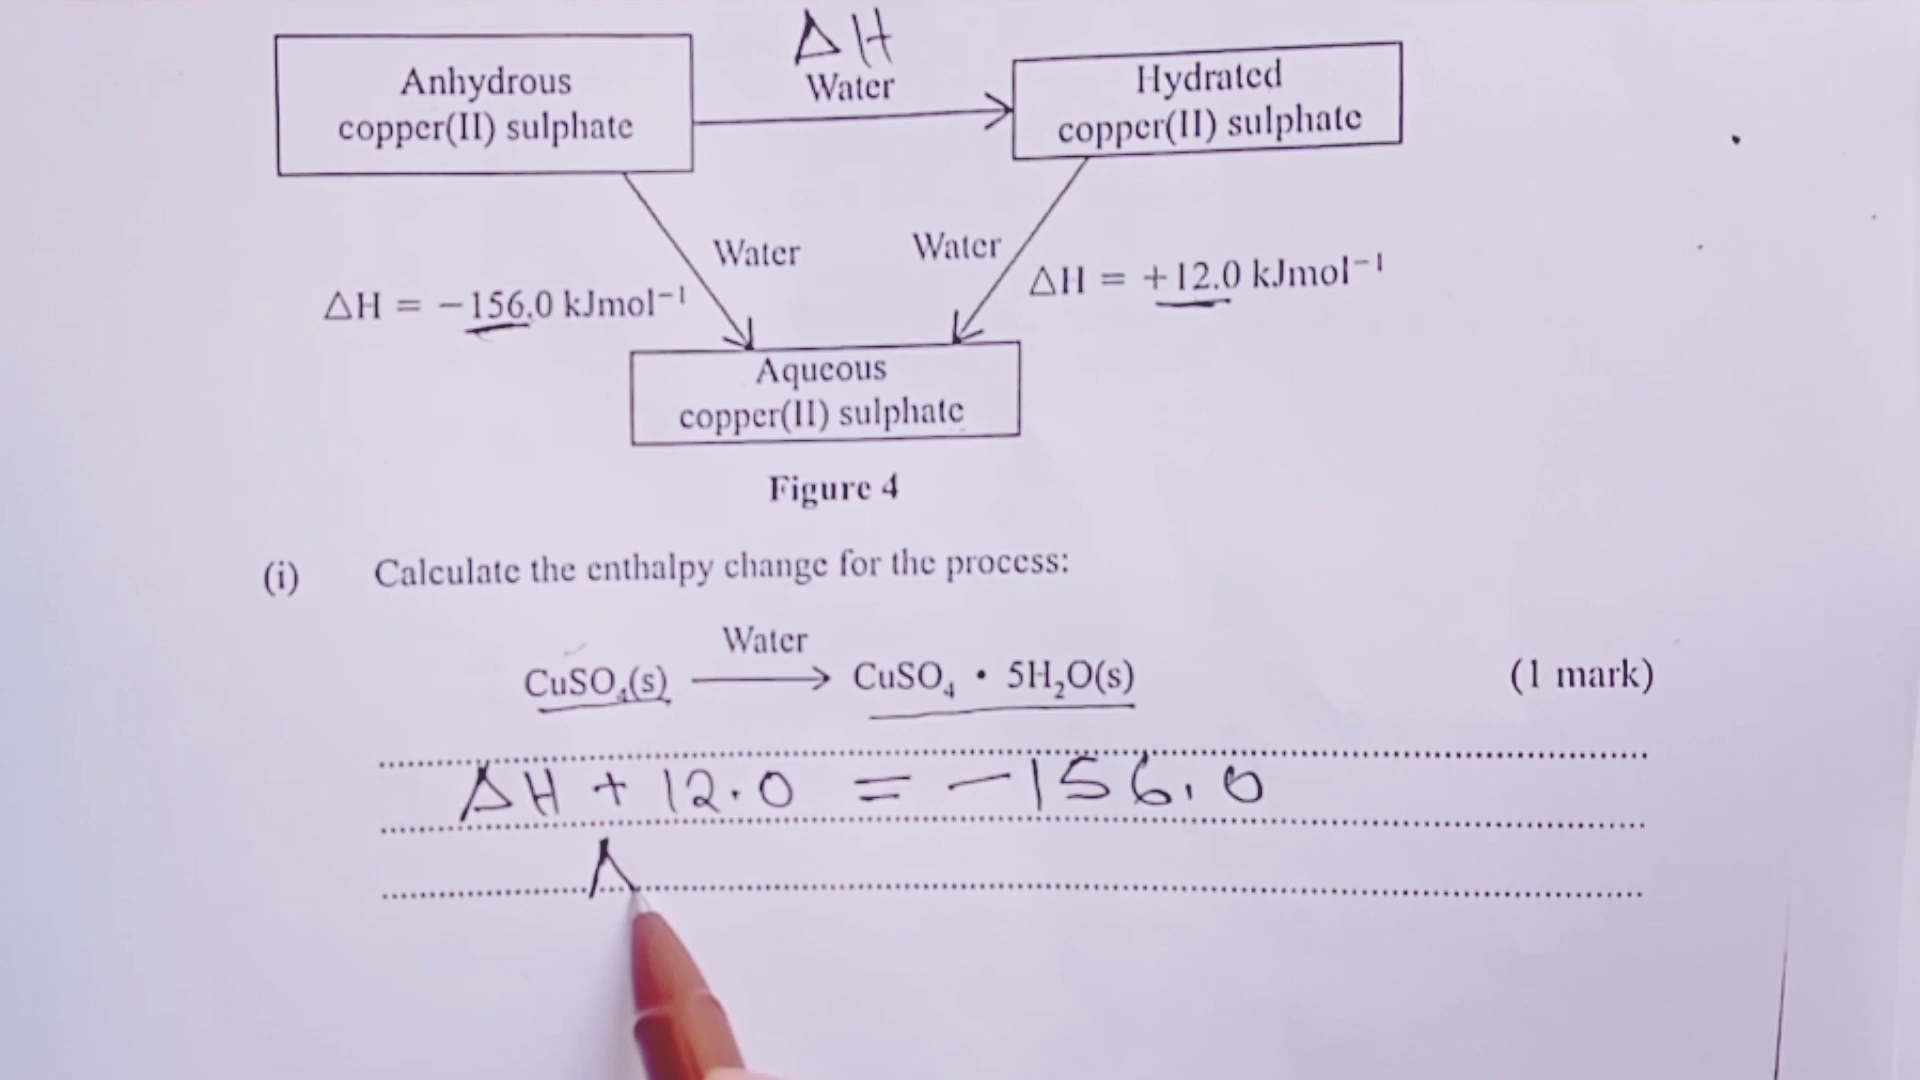 ΔH
Anhydrous
copper(II) sulphate
Water
Hydrated
copper(II) sulphate
Water
Water
ΔH = −156.0 kJmol⁻¹
ΔH = +12.0 kJmol⁻¹
Aqueous
copper(II) sulphate
Figure 4
(i) Calculate the enthalpy change for the process:
Water
CuSO₄(s) ⟶ CuSO₄ • 5H₂O(s) (1 mark)
ΔH + 12.0 = −156.0